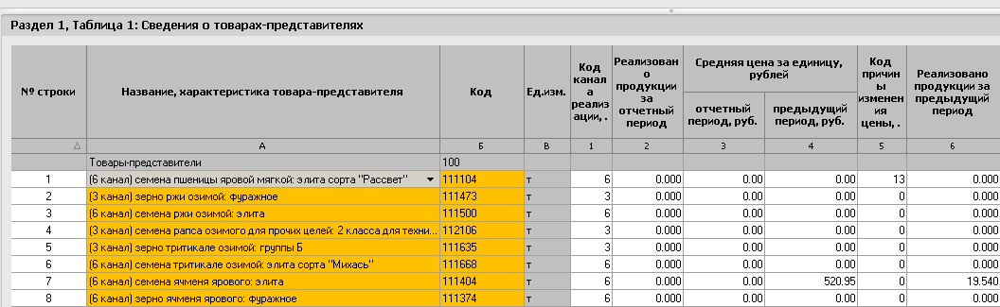 Раздел 1, Таблица 1: Сведения о товарах-представителях
№ строки Название, характеристика товара-представителя Код Ед.изм. Код канала реализации, . Реализовано продукции за отчетный период Средняя цена за единицу, рублей Код причины изменения цены, . Реализовано продукции за предыдущий период
отчетный период, руб. предыдущий период, руб.
А Б В 1 2 3 4 5 6
Товары-представители 100
1 (6 канал) семена пшеницы яровой мягкой: элита сорта "Рассвет" 111104 т 6 0.000 0.00 0.00 13 0.000
2 (3 канал) зерно ржи озимой: фуражное 111473 т 3 0.000 0.00 0.00 0 0.000
3 (6 канал) семена ржи озимой: элита 111500 т 6 0.000 0.00 0.00 0 0.000
4 (3 канал) семена рапса озимого для прочих целей: 2 класса для техни... 112106 т 3 0.000 0.00 0.00 0 0.000
5 (3 канал) зерно тритикале озимой: группы Б 111635 т 3 0.000 0.00 0.00 0 0.000
6 (6 канал) семена тритикале озимой: элита сорта "Михась" 111668 т 6 0.000 0.00 0.00 0 0.000
7 (6 канал) семена ячменя ярового: элита 111404 т 6 0.000 0.00 520.95 0 19.540
8 (6 канал) зерно ячменя ярового: фуражное 111374 т 6 0.000 0.00 0.00 0 0.000